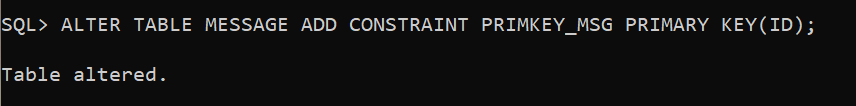 SQL> ALTER TABLE MESSAGE ADD CONSTRAINT PRIMKEY_MSG PRIMARY KEY(ID);
Table altered.